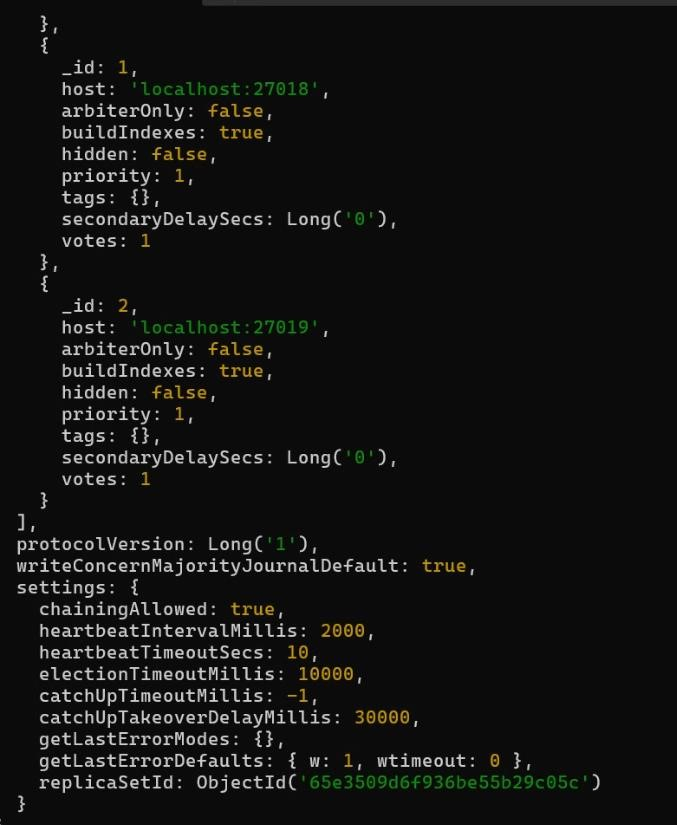 },
{
_id: 1,
host: 'localhost:27018',
arbiterOnly: false,
buildIndexes: true,
hidden: false,
priority: 1,
tags: {},
secondaryDelaySecs: Long('0'),
votes: 1
},
{
_id: 2,
host: 'localhost:27019',
arbiterOnly: false,
buildIndexes: true,
hidden: false,
priority: 1,
tags: {},
secondaryDelaySecs: Long('0'),
votes: 1
}
],
protocolVersion: Long('1'),
writeConcernMajorityJournalDefault: true,
settings: {
chainingAllowed: true,
heartbeatIntervalMillis: 2000,
heartbeatTimeoutSecs: 10,
electionTimeoutMillis: 10000,
catchUpTimeoutMillis: -1,
catchUpTakeoverDelayMillis: 30000,
getLastErrorModes: {},
getLastErrorDefaults: { w: 1, wtimeout: 0 },
replicaSetId: ObjectId('65e3509d6f936be55b29c05c')
}